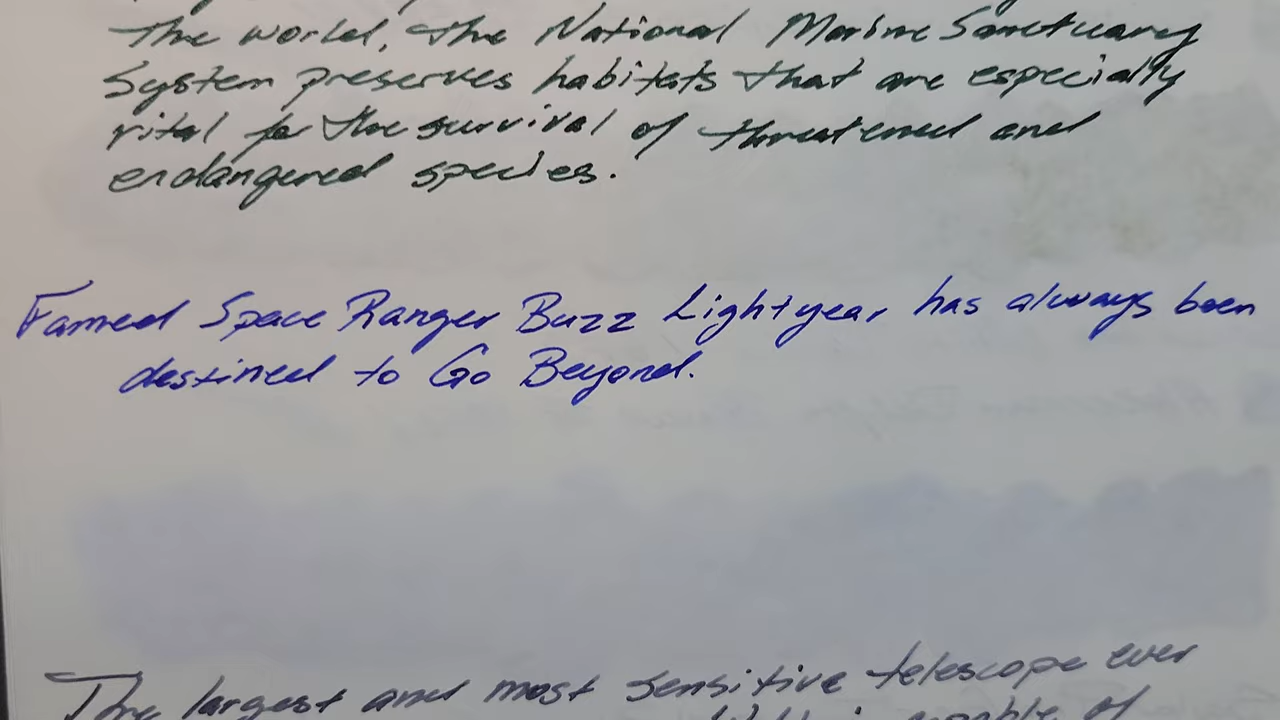 the world, the National Marine Sanctuary
System preserves habitats that are especially
vital for the survival of threatened and
endangered species.
Famed Space Ranger Buzz Lightyear has always been
destined to Go Beyond.
The largest and most sensitive telescope ever
capable of